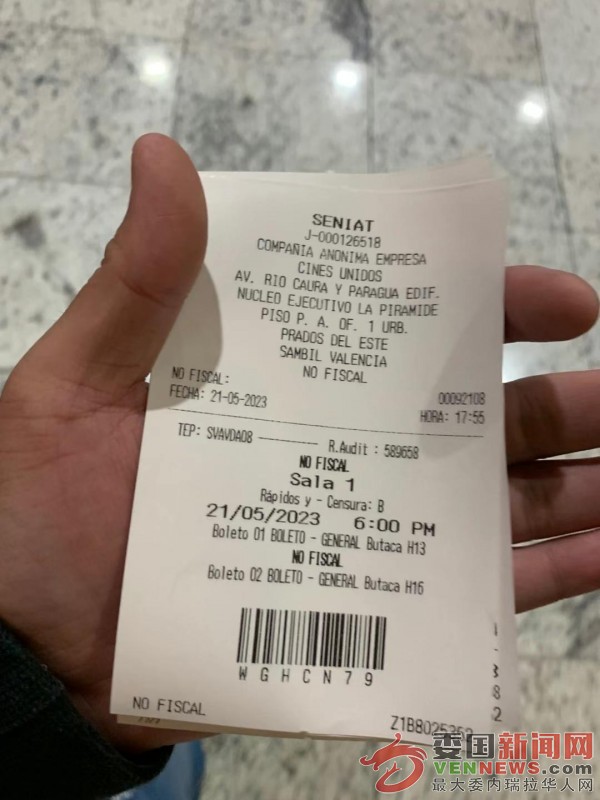 SENIAT
J-000126518
COMPAÑIA ANONIMA EMPRESA
CINES UNIDOS
AV. RIO CAURA Y PARAGUA EDIF.
NUCLEO EJECUTIVO LA PIRAMIDE
PISO P. A. OF. 1 URB.
PRADOS DEL ESTE
SAMBIL VALENCIA
NO FISCAL
NO FISCAL: 00092108
FECHA: 21-05-2023 HORA: 17:55
TEP: SVAVDA08 ---------- R.Audit : 589658
NO FISCAL
Sala 1
Rápidos y - Censura: B
21/05/2023 6:00 PM
Boleto 01 BOLETO - GENERAL Butaca H13
NO FISCAL
Boleto 02 BOLETO - GENERAL Butaca H15
WGHCN79
NO FISCAL
委国新闻网
VENNEWS.COM
最大委内瑞拉华人网